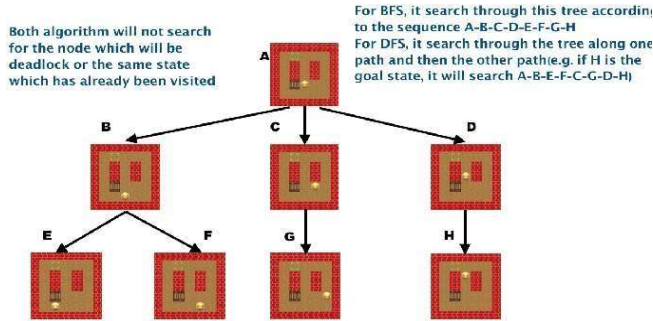 Both algorithm will not search
for the node which will be
deadlock or the same state
which has already been visited
For BFS, it search through this tree according
to the sequence A-B-C-D-E-F-G-H
For DFS, it search through the tree along one
path and then the other path(e.g. if H is the
goal state, it will search A-B-E-F-C-G-D-H)
A
B
C
D
E
F
G
H